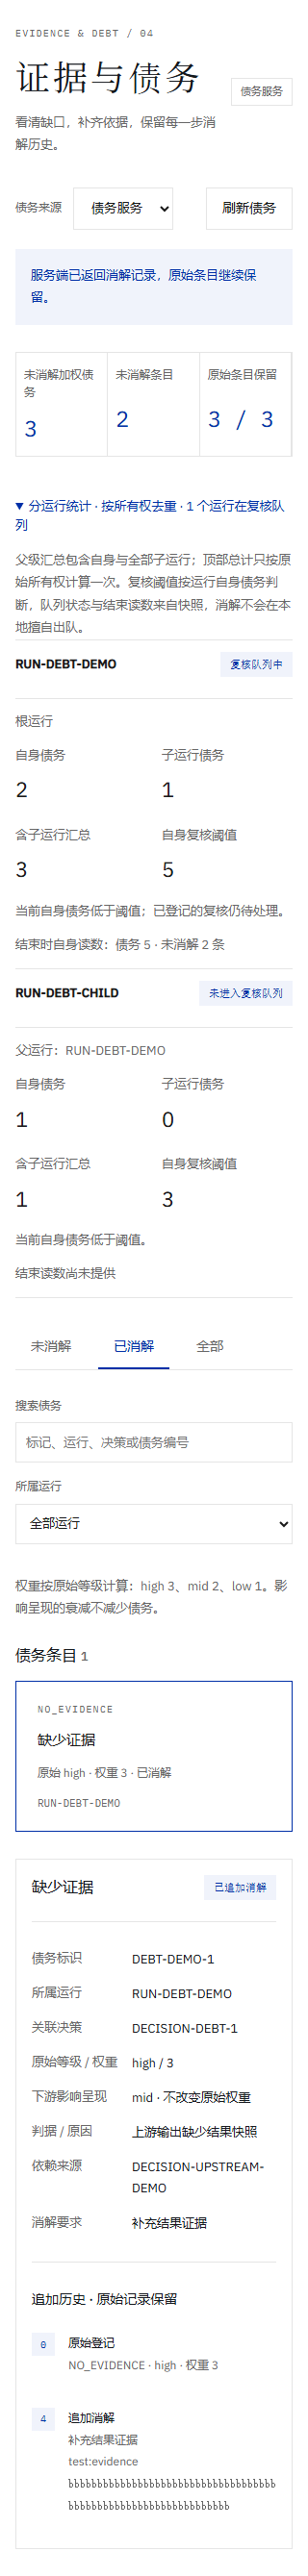 EVIDENCE & DEBT / 04
证据与债务
债务服务
看清缺口，补齐依据，保留每一步消
解历史。
债务来源 债务服务 刷新债务
服务端已返回消解记录，原始条目继续保
留。
未消解加权债
务
3
未消解条目
2
原始条目保留
3 / 3
▼ 分运行统计 · 按所有权去重 · 1 个运行在复核队
列
父级汇总包含自身与全部子运行；顶部总计只按原
始所有权计算一次。复核阈值按运行自身债务判
断，队列状态与结束读数来自快照，消解不会在本
地擅自出队。
RUN-DEBT-DEMO 复核队列中
根运行
自身债务 子运行债务
2 1
含子运行汇总 自身复核阈值
3 5
当前自身债务低于阈值；已登记的复核仍待处理。
结束时自身读数：债务 5 · 未消解 2 条
RUN-DEBT-CHILD 未进入复核队列
父运行：RUN-DEBT-DEMO
自身债务 子运行债务
1 0
含子运行汇总 自身复核阈值
1 3
当前自身债务低于阈值。
结束读数尚未提供
未消解 已消解 全部
搜索债务
标记、运行、决策或债务编号
所属运行
全部运行
权重按原始等级计算：high 3、mid 2、low 1。影
响呈现的衰减不减少债务。
债务条目 1
NO_EVIDENCE
缺少证据
原始 high · 权重 3 · 已消解
RUN-DEBT-DEMO
缺少证据 已追加消解
债务标识 DEBT-DEMO-1
所属运行 RUN-DEBT-DEMO
关联决策 DECISION-DEBT-1
原始等级 / 权重 high / 3
下游影响呈现 mid · 不改变原始权重
判据 / 原因 上游输出缺少结果快照
依赖来源 DECISION-UPSTREAM-
DEMO
消解要求 补充结果证据
追加历史 · 原始记录保留
0 原始登记
NO_EVIDENCE · high · 权重 3
4 追加消解
补充结果证据
test:evidence